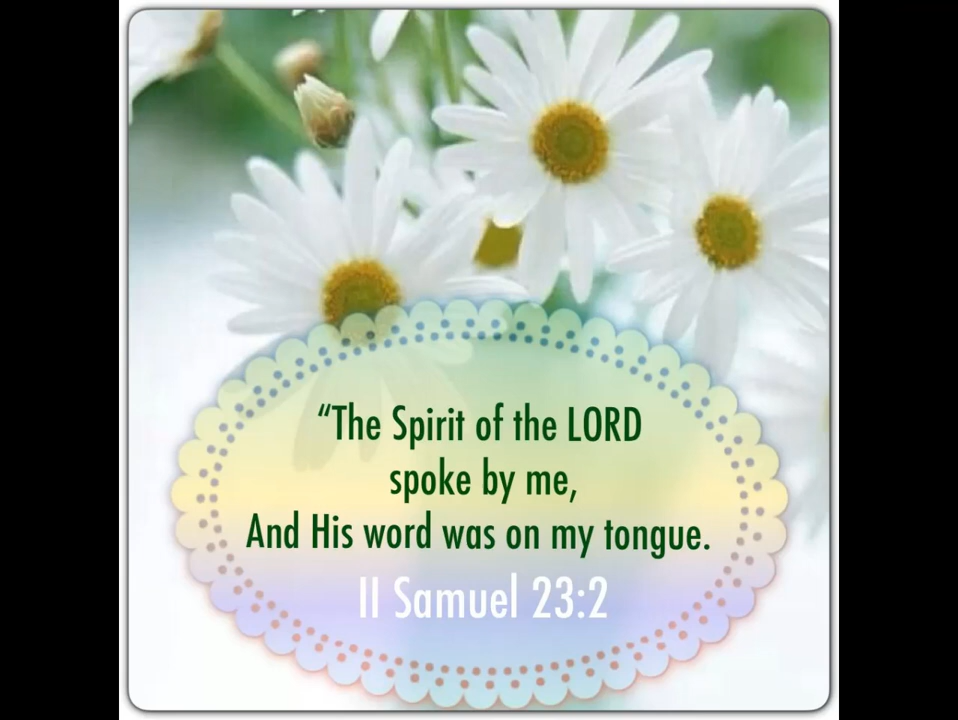 “The Spirit of the LORD
spoke by me,
And His word was on my tongue.
II Samuel 23:2